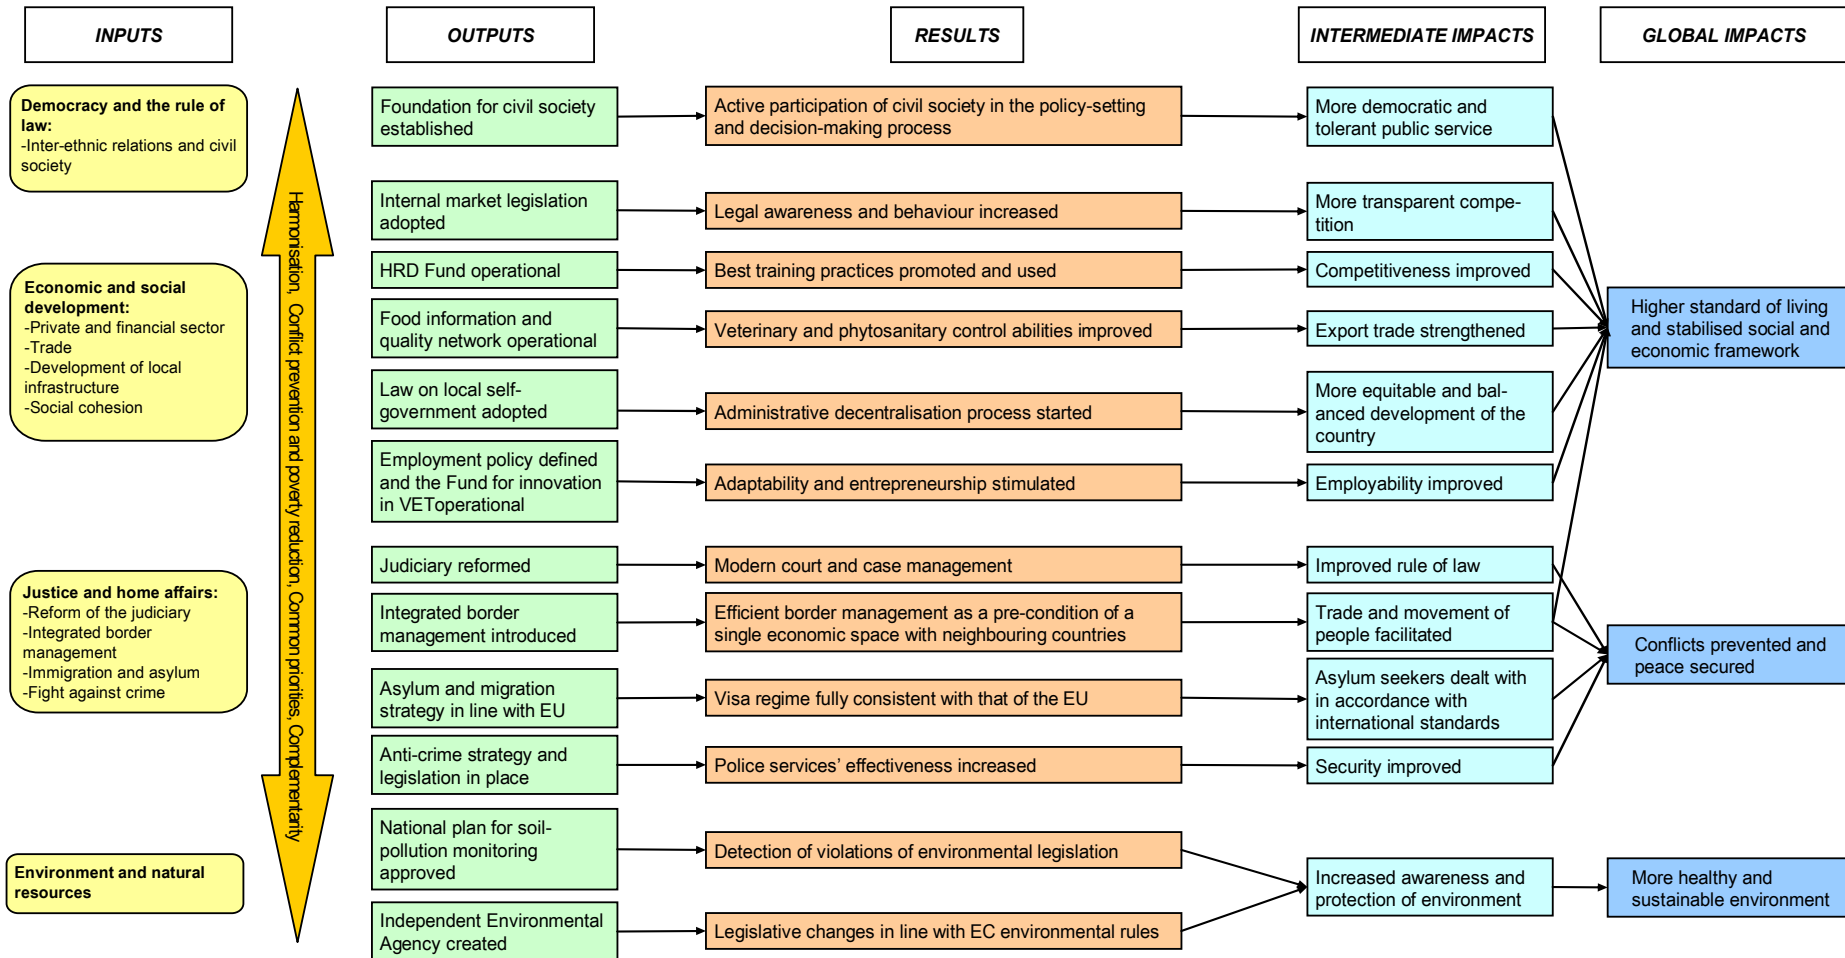 INPUTS
OUTPUTS
RESULTS
INTERMEDIATE IMPACTS
GLOBAL IMPACTS
Democracy and the rule of
law:
-Inter-ethnic relations and civil
society
Economic and social
development:
-Private and financial sector
-Trade
-Development of local
infrastructure
-Social cohesion
Justice and home affairs:
-Reform of the judiciary
-Integrated border
management
-Immigration and asylum
-Fight against crime
Environment and natural
resources
Harmonisation, Conflict prevention and poverty reduction, Common priorities, Complementarity
Foundation for civil society
established
Active participation of civil society in the policy-setting
and decision-making process
More democratic and
tolerant public service
Internal market legislation
adopted
Legal awareness and behaviour increased
More transparent compe-
tition
HRD Fund operational
Best training practices promoted and used
Competitiveness improved
Food information and
quality network operational
Veterinary and phytosanitary control abilities improved
Export trade strengthened
Law on local self-
government adopted
Administrative decentralisation process started
More equitable and bal-
anced development of the
country
Employment policy defined
and the Fund for innovation
in VEToperational
Adaptability and entrepreneurship stimulated
Employability improved
Judiciary reformed
Modern court and case management
Improved rule of law
Integrated border
management introduced
Efficient border management as a pre-condition of a
single economic space with neighbouring countries
Trade and movement of
people facilitated
Asylum and migration
strategy in line with EU
Visa regime fully consistent with that of the EU
Asylum seekers dealt with
in accordance with
international standards
Anti-crime strategy and
legislation in place
Police services’ effectiveness increased
Security improved
National plan for soil-
pollution monitoring
approved
Detection of violations of environmental legislation
Independent Environmental
Agency created
Legislative changes in line with EC environmental rules
Increased awareness and
protection of environment
Higher standard of living
and stabilised social and
economic framework
Conflicts prevented and
peace secured
More healthy and
sustainable environment